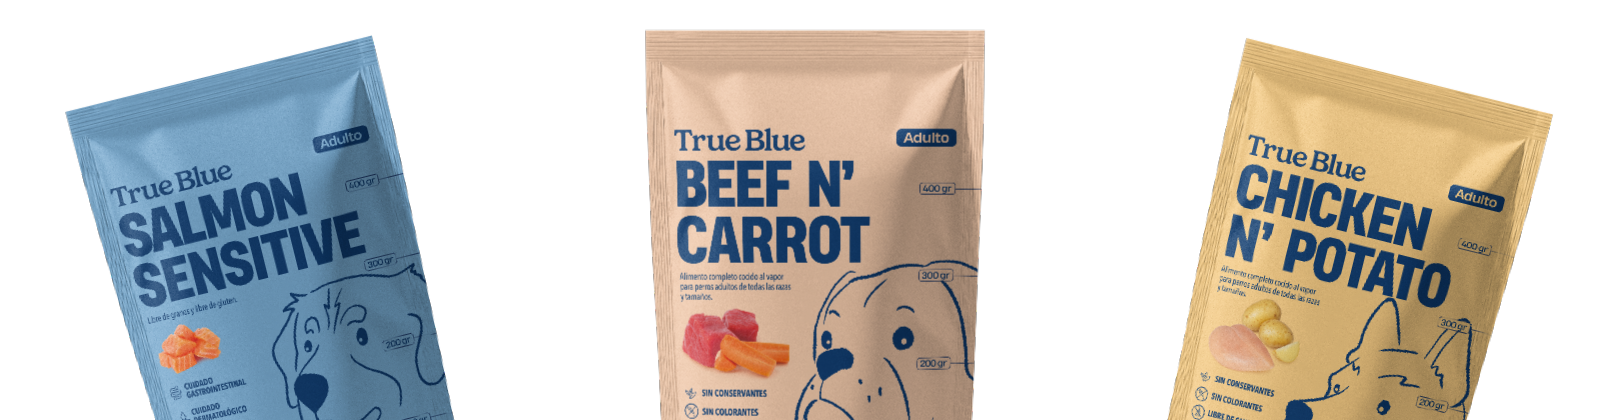 Adulto
True Blue
SALMON
SENSITIVE
400 gr
300 gr
200 gr
Libre de granos y libre de gluten.
CUIDADO
GASTROINTESTINAL
CUIDADO
DERMATOLÓGICO
True Blue
Adulto
BEEF N'
CARROT
400 gr
300 gr
200 gr
Alimento completo cocido al vapor
para perros adultos de todas las razas
y tamaños.
SIN CONSERVANTES
SIN COLORANTES
True Blue
Adulto
CHICKEN
N' POTATO
400 gr
300 gr
200 gr
Alimento completo cocido al vapor
para perros adultos de todas las razas
y tamaños.
SIN CONSERVANTES
SIN COLORANTES
LIBRE DE